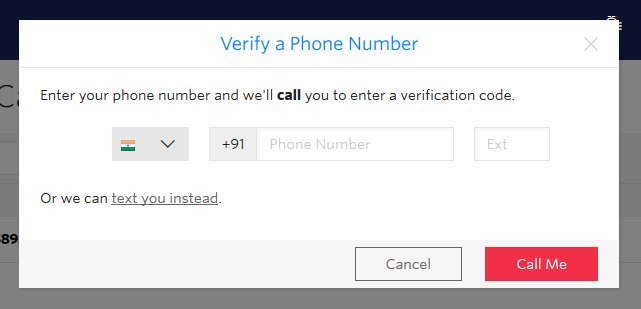 Verify a Phone Number
Enter your phone number and we'll call you to enter a verification code.
+91 Phone Number Ext
Or we can text you instead.
89
Cancel Call Me